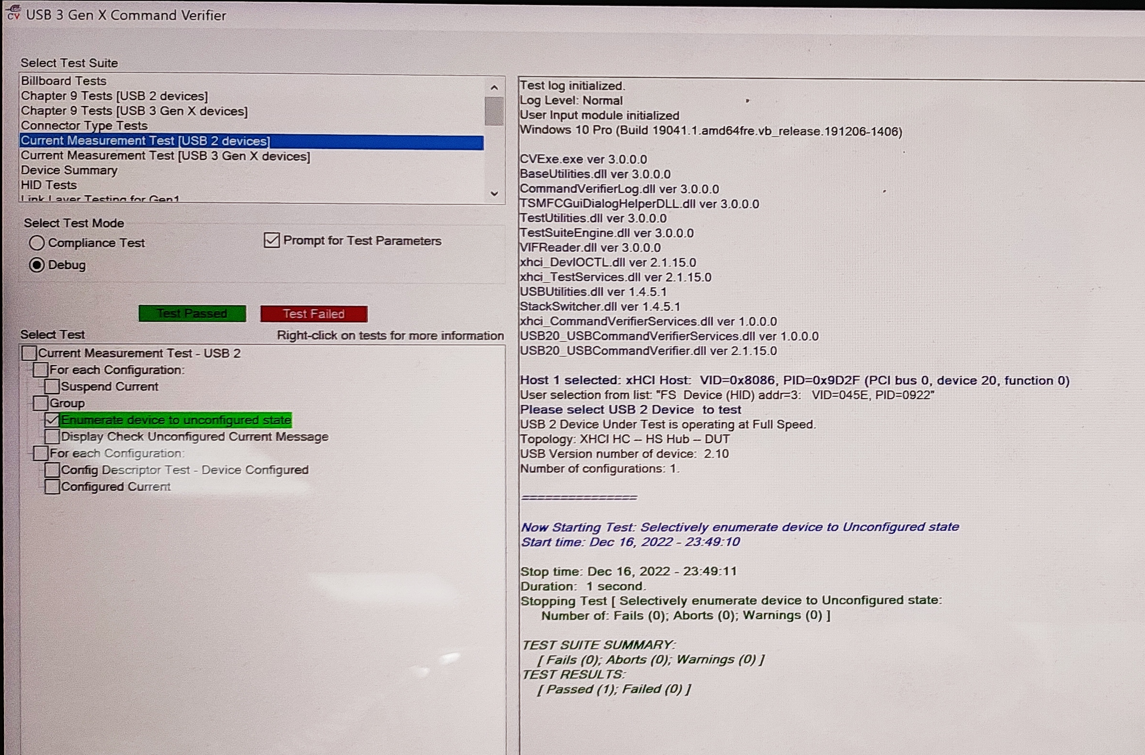 CV USB 3 Gen X Command Verifier
Select Test Suite
Billboard Tests
Chapter 9 Tests [USB 2 devices]
Chapter 9 Tests [USB 3 Gen X devices]
Connector Type Tests
Current Measurement Test [USB 2 devices]
Current Measurement Test [USB 3 Gen X devices]
Device Summary
HID Tests
Link Layer Testing for Gen1
Select Test Mode
Compliance Test
Prompt for Test Parameters
Debug
Test Passed
Test Failed
Select Test
Right-click on tests for more information
Current Measurement Test - USB 2
For each Configuration:
Suspend Current
Group
Enumerate device to unconfigured state
Display Check Unconfigured Current Message
For each Configuration:
Config Descriptor Test - Device Configured
Configured Current
Test log initialized.
Log Level: Normal
User Input module initialized
Windows 10 Pro (Build 19041.1.amd64fre.vb_release.191206-1406)
CVExe.exe ver 3.0.0.0
BaseUtilities.dll ver 3.0.0.0
CommandVerifierLog.dll ver 3.0.0.0
TSMFCGuiDialogHelperDLL.dll ver 3.0.0.0
TestUtilities.dll ver 3.0.0.0
TestSuiteEngine.dll ver 3.0.0.0
VIFReader.dll ver 3.0.0.0
xhci_DevIOCTL.dll ver 2.1.15.0
xhci_TestServices.dll ver 2.1.15.0
USBUtilities.dll ver 1.4.5.1
StackSwitcher.dll ver 1.4.5.1
xhci_CommandVerifierServices.dll ver 1.0.0.0
USB20_USBCommandVerifierServices.dll ver 1.0.0.0
USB20_USBCommandVerifier.dll ver 2.1.15.0
Host 1 selected: xHCI Host: VID=0x8086, PID=0x9D2F (PCI bus 0, device 20, function 0)
User selection from list: "FS Device (HID) addr=3: VID=045E, PID=0922"
Please select USB 2 Device to test
USB 2 Device Under Test is operating at Full Speed.
Topology: XHCI HC -- HS Hub -- DUT
USB Version number of device: 2.10
Number of configurations: 1.
===============
Now Starting Test: Selectively enumerate device to Unconfigured state
Start time: Dec 16, 2022 - 23:49:10
Stop time: Dec 16, 2022 - 23:49:11
Duration: 1 second.
Stopping Test [ Selectively enumerate device to Unconfigured state:
Number of: Fails (0); Aborts (0); Warnings (0) ]
TEST SUITE SUMMARY:
[ Fails (0); Aborts (0); Warnings (0) ]
TEST RESULTS:
[ Passed (1); Failed (0) ]